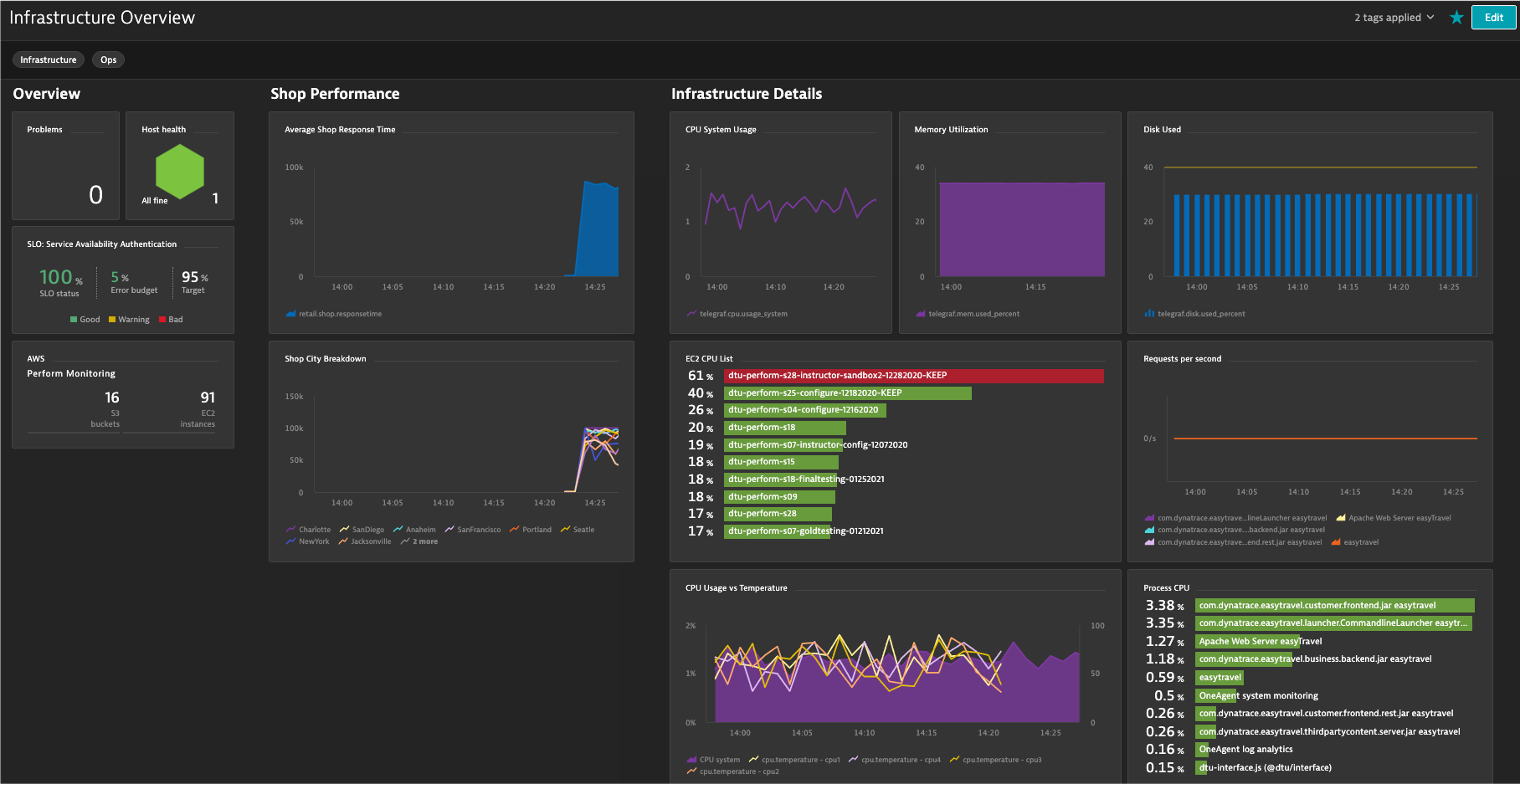 Infrastructure Overview
2 tags applied
Edit
Infrastructure
Ops
Overview
Problems
0
Host health
All fine
1
SLO: Service Availability Authentication
100 %
SLO status
5 %
Error budget
95 %
Target
Good
Warning
Bad
AWS
Perform Monitoring
16
S3
buckets
91
EC2
instances
Shop Performance
Average Shop Response Time
100k
50k
0
14:00 14:05 14:10 14:15 14:20 14:25
retail.shop.responsetime
Shop City Breakdown
150k
100k
50k
0
14:00 14:05 14:10 14:15 14:20 14:25
Charlotte SanDiego Anaheim SanFrancisco Portland Seatle
NewYork Jacksonville 2 more
Infrastructure Details
CPU System Usage
2
1
0
14:00 14:10 14:20
telegraf.cpu.usage_system
Memory Utilization
40
20
0
14:00 14:15
telegraf.mem.used_percent
Disk Used
40
20
0
14:00 14:05 14:10 14:15 14:20 14:25
telegraf.disk.used_percent
EC2 CPU List
61 % dtu-perform-s28-instructor-sandbox2-12282020-KEEP
40 % dtu-perform-s25-configure-12182020-KEEP
26 % dtu-perform-s04-configure-12162020
20 % dtu-perform-s18
19 % dtu-perform-s07-instructor-config-12072020
18 % dtu-perform-s15
18 % dtu-perform-s18-finaltesting-01252021
18 % dtu-perform-s09
17 % dtu-perform-s28
17 % dtu-perform-s07-goldtesting-01212021
Requests per second
0/s
14:00 14:05 14:10 14:15 14:20 14:25
com.dynatrace.easytrave...lineLauncher easytravel Apache Web Server easyTravel
com.dynatrace.easytrave...backend.jar easytravel
com.dynatrace.easytrave...end.rest.jar easytravel easytravel
CPU Usage vs Temperature
2%
1%
0%
100
50
0
14:00 14:05 14:10 14:15 14:20 14:25
CPU system cpu.temperature - cpu1 cpu.temperature - cpu4 cpu.temperature - cpu3
cpu.temperature - cpu2
Process CPU
3.38 % com.dynatrace.easytravel.customer.frontend.jar easytravel
3.35 % com.dynatrace.easytravel.launcher.CommandlineLauncher easytr...
1.27 % Apache Web Server easyTravel
1.18 % com.dynatrace.easytravel.business.backend.jar easytravel
0.59 % easytravel
0.5 % OneAgent system monitoring
0.26 % com.dynatrace.easytravel.customer.frontend.rest.jar easytravel
0.26 % com.dynatrace.easytravel.thirdpartycontent.server.jar easytravel
0.16 % OneAgent log analytics
0.15 % dtu-interface.js (@dtu/interface)